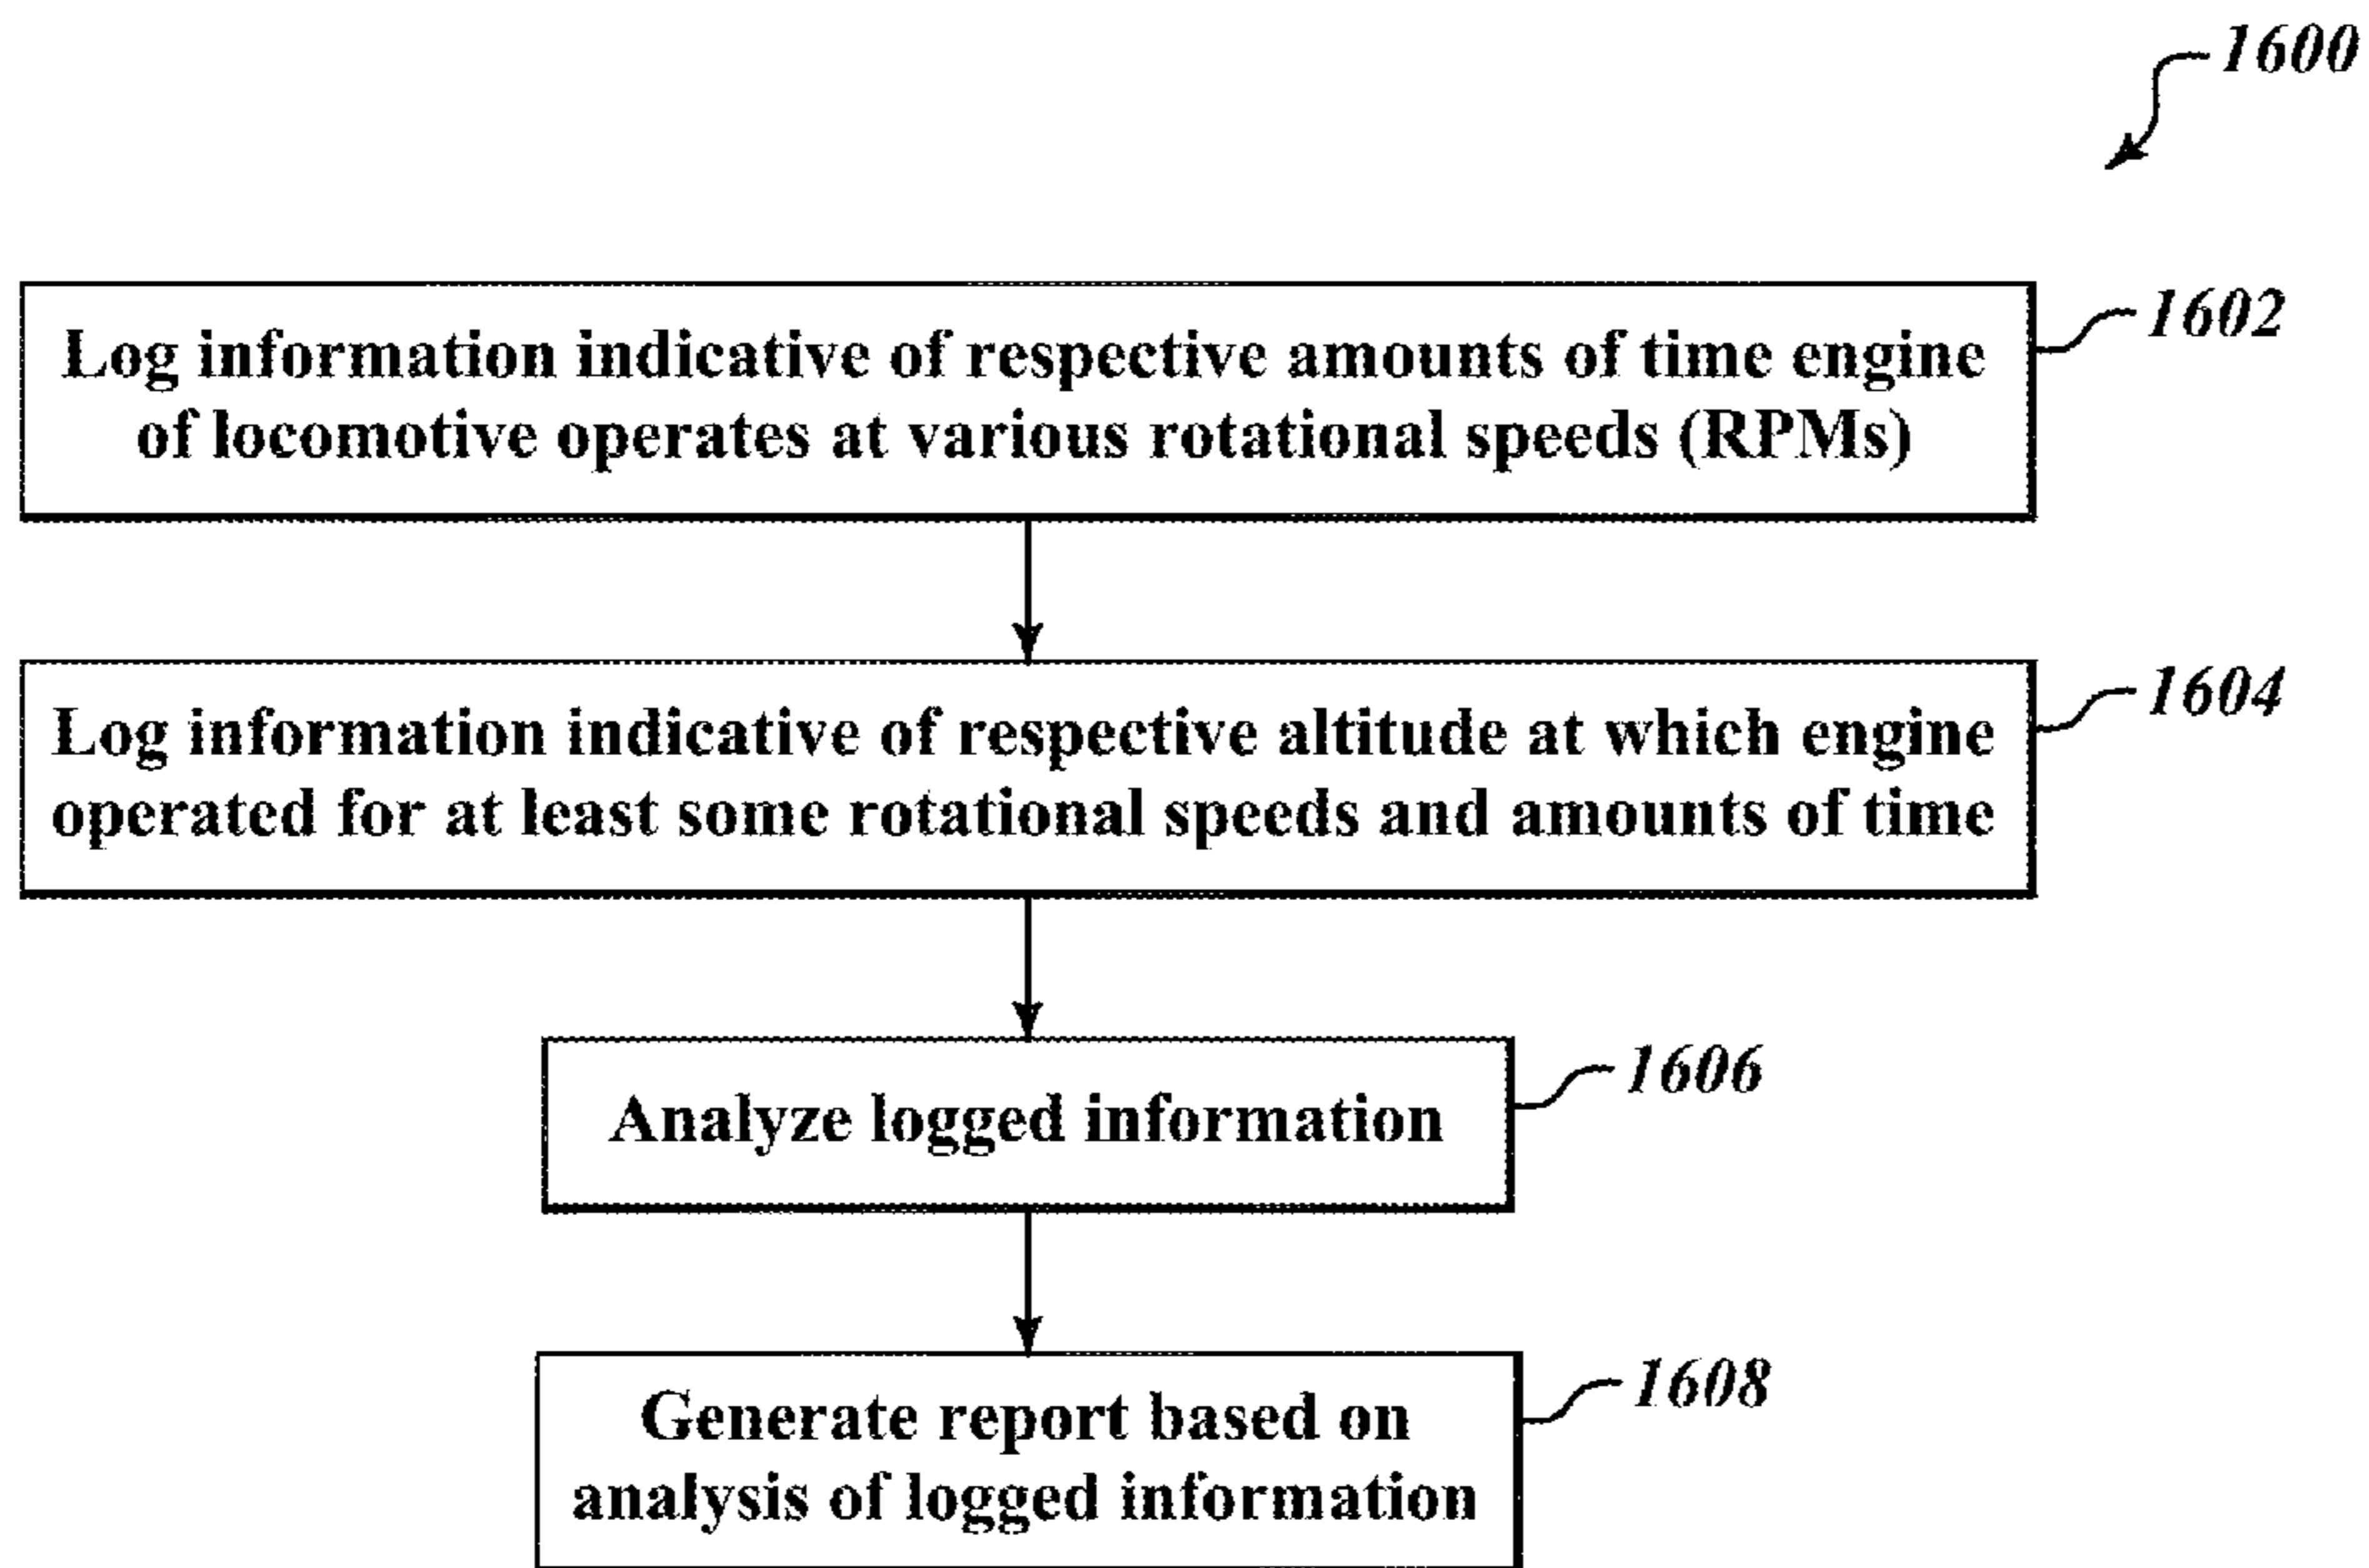 1600
Log information indicative of respective amounts of time engine
of locomotive operates at various rotational speeds (RPMs)
1602
Log information indicative of respective altitude at which engine
operated for at least some rotational speeds and amounts of time
1604
Analyze logged information
1606
Generate report based on
analysis of logged information
1608